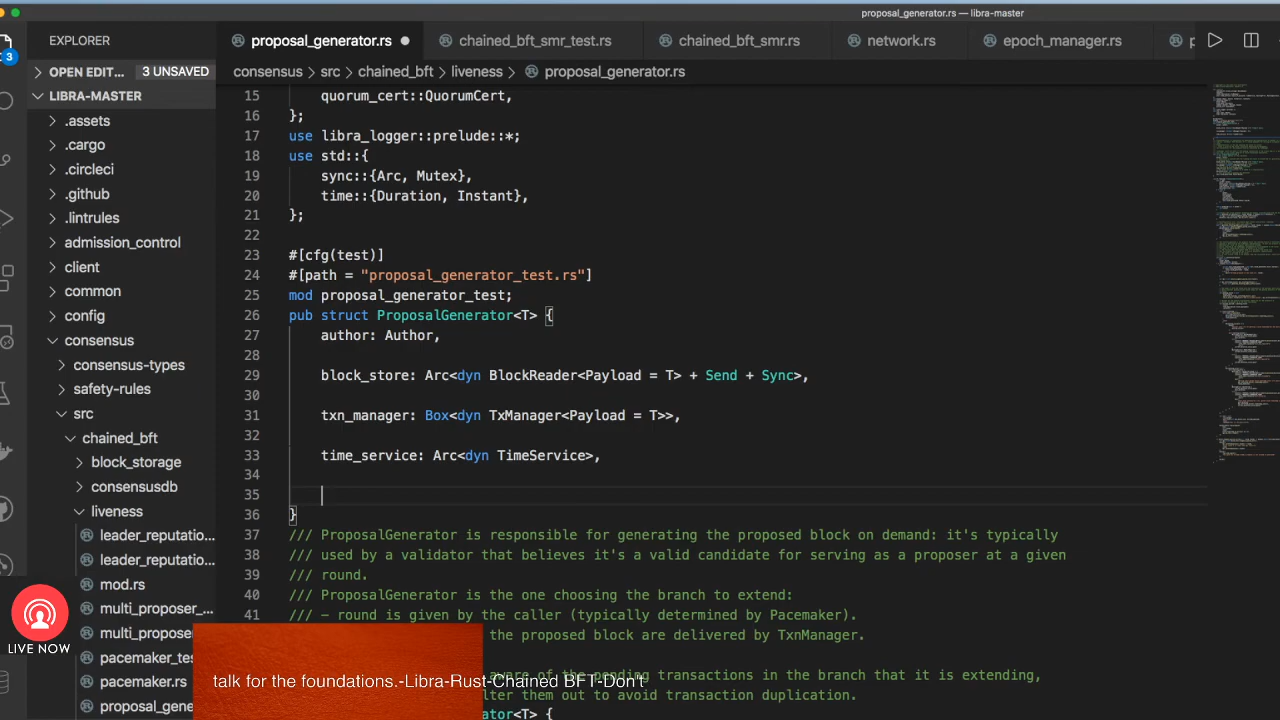 proposal_generator.rs — libra-master
3
EXPLORER
proposal_generator.rs
chained_bft_smr_test.rs
chained_bft_smr.rs
network.rs
epoch_manager.rs
OPEN EDIT... 3 UNSAVED
consensus > src > chained_bft > liveness > proposal_generator.rs
LIBRA-MASTER
.assets
.cargo
.circleci
.github
.lintrules
admission_control
client
common
config
consensus
consensus-types
safety-rules
src
chained_bft
block_storage
consensusdb
liveness
leader_reputatio...
leader_reputatio...
mod.rs
multi_proposer_...
multi_propose
pacemaker_tes
pacemaker.rs
proposal_gene
15 quorum_cert::QuorumCert,
16 };
17 use libra_logger::prelude::*;
18 use std::{
19 sync::{Arc, Mutex},
20 time::{Duration, Instant},
21 };
22
23 #[cfg(test)]
24 #[path = "proposal_generator_test.rs"]
25 mod proposal_generator_test;
26 pub struct ProposalGenerator<T> {
27 author: Author,
28
29 block_store: Arc<dyn BlockReader<Payload = T> + Send + Sync>,
30
31 txn_manager: Box<dyn TxManager<Payload = T>>,
32
33 time_service: Arc<dyn TimeService>,
34
35
36 }
37 /// ProposalGenerator is responsible for generating the proposed block on demand: it's typically
38 /// used by a validator that believes it's a valid candidate for serving as a proposer at a given
39 /// round.
40 /// ProposalGenerator is the one choosing the branch to extend:
41 /// - round is given by the caller (typically determined by Pacemaker).
the proposed block are delivered by TxnManager.
of the pending transactions in the branch that it is extending,
them out to avoid transaction duplication.
<T> {
LIVE NOW
talk for the foundations.-Libra-Rust-Chained BFT-Don't